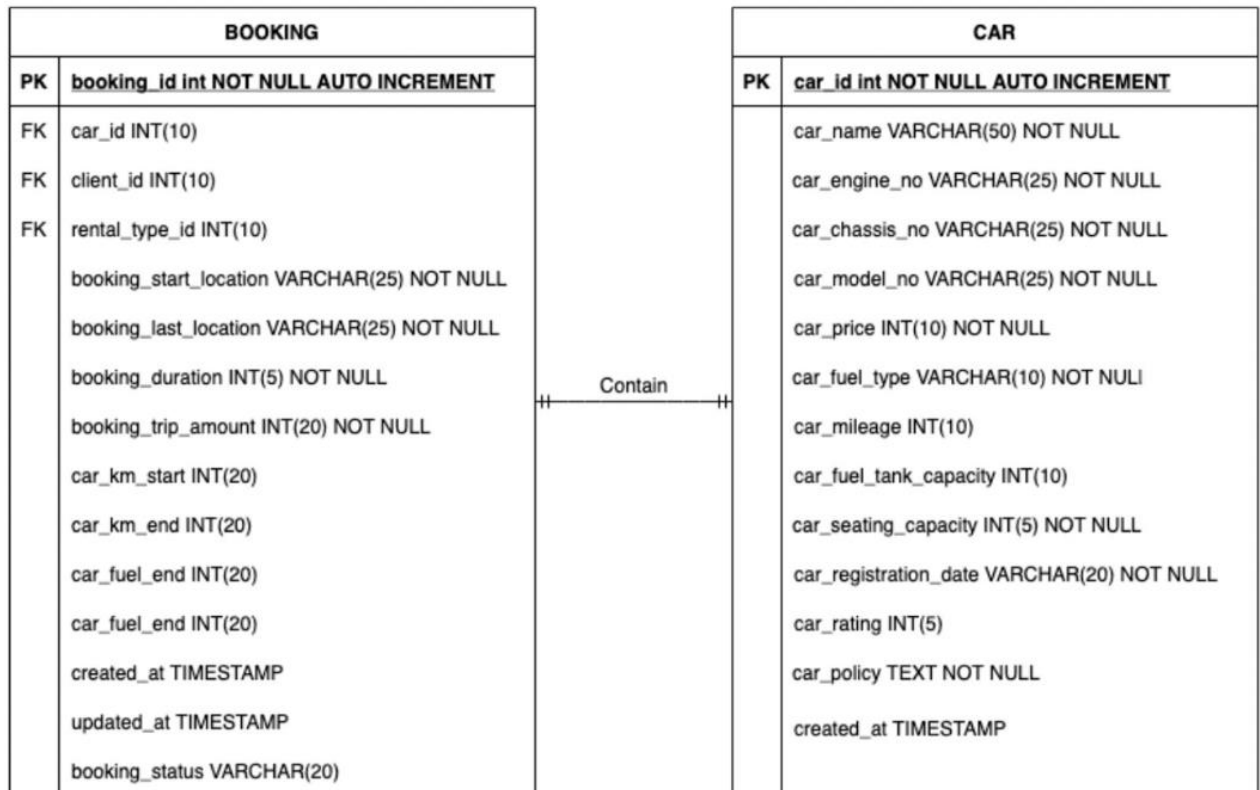 BOOKING
PK booking_id int NOT NULL AUTO INCREMENT
FK car_id INT(10)
FK client_id INT(10)
FK rental_type_id INT(10)
booking_start_location VARCHAR(25) NOT NULL
booking_last_location VARCHAR(25) NOT NULL
booking_duration INT(5) NOT NULL
booking_trip_amount INT(20) NOT NULL
car_km_start INT(20)
car_km_end INT(20)
car_fuel_end INT(20)
car_fuel_end INT(20)
created_at TIMESTAMP
updated_at TIMESTAMP
booking_status VARCHAR(20)
Contain
CAR
PK car_id int NOT NULL AUTO INCREMENT
car_name VARCHAR(50) NOT NULL
car_engine_no VARCHAR(25) NOT NULL
car_chassis_no VARCHAR(25) NOT NULL
car_model_no VARCHAR(25) NOT NULL
car_price INT(10) NOT NULL
car_fuel_type VARCHAR(10) NOT NULl
car_mileage INT(10)
car_fuel_tank_capacity INT(10)
car_seating_capacity INT(5) NOT NULL
car_registration_date VARCHAR(20) NOT NULL
car_rating INT(5)
car_policy TEXT NOT NULL
created_at TIMESTAMP